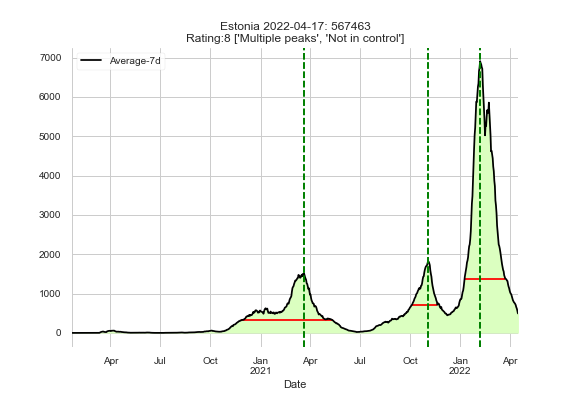 Estonia 2022-04-17: 567463
Rating:8 ['Multiple peaks', 'Not in control']
Average-7d
7000
6000
5000
4000
3000
2000
1000
0
Apr Jul Oct Jan Apr Jul Oct Jan Apr
2021 2022
Date